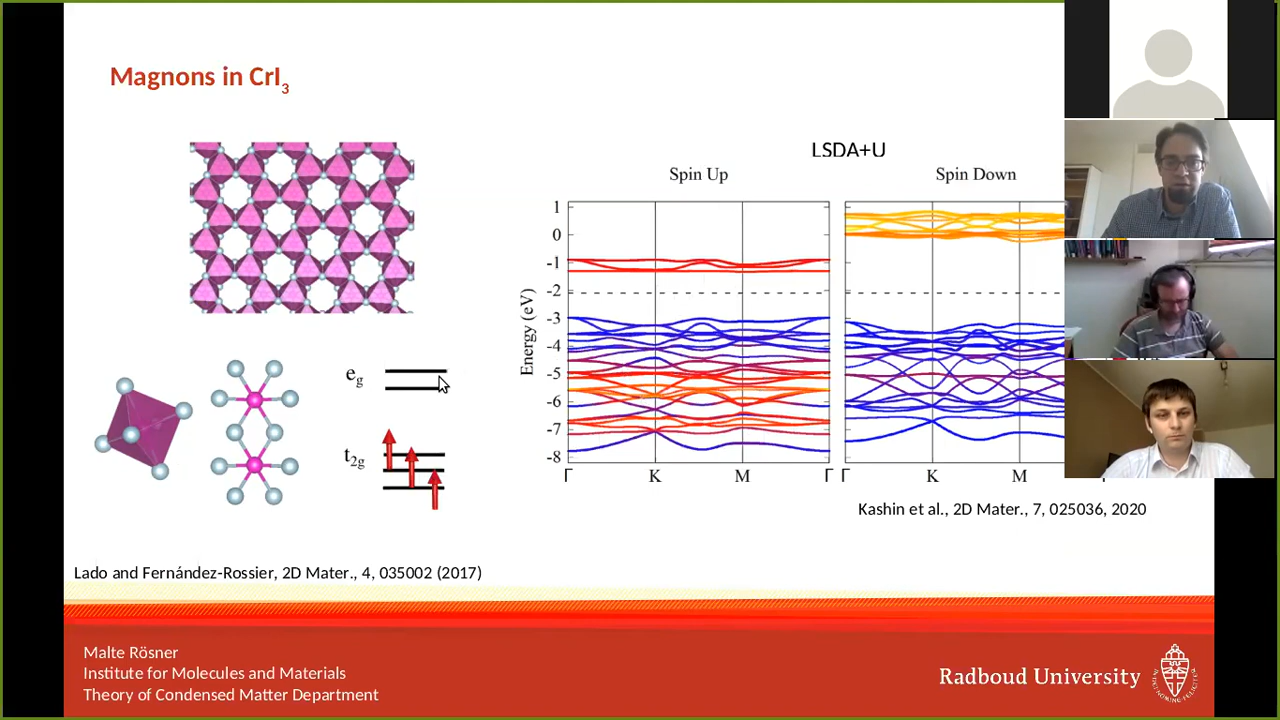 Magnons in CrI3
LSDA+U
Spin Up
Spin Down
1
0
-1
-2
-3
-4
-5
-6
-7
-8
Energy (eV)
Γ K M Γ Γ K M
eg
t2g
Kashin et al., 2D Mater., 7, 025036, 2020
Lado and Fernández-Rossier, 2D Mater., 4, 035002 (2017)
Malte Rösner
Institute for Molecules and Materials
Theory of Condensed Matter Department
Radboud University